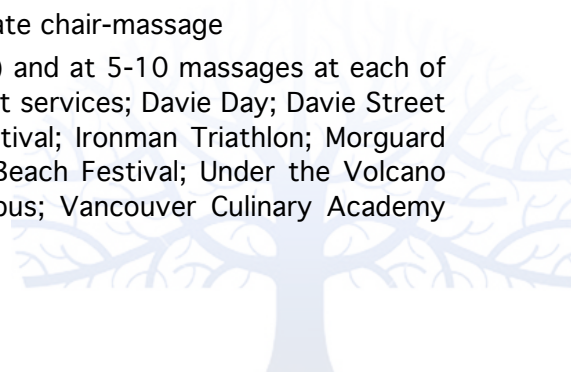 ate chair-massage
) and at 5-10 massages at each of
t services; Davie Day; Davie Street
tival; Ironman Triathlon; Morguard
Beach Festival; Under the Volcano
ous; Vancouver Culinary Academy